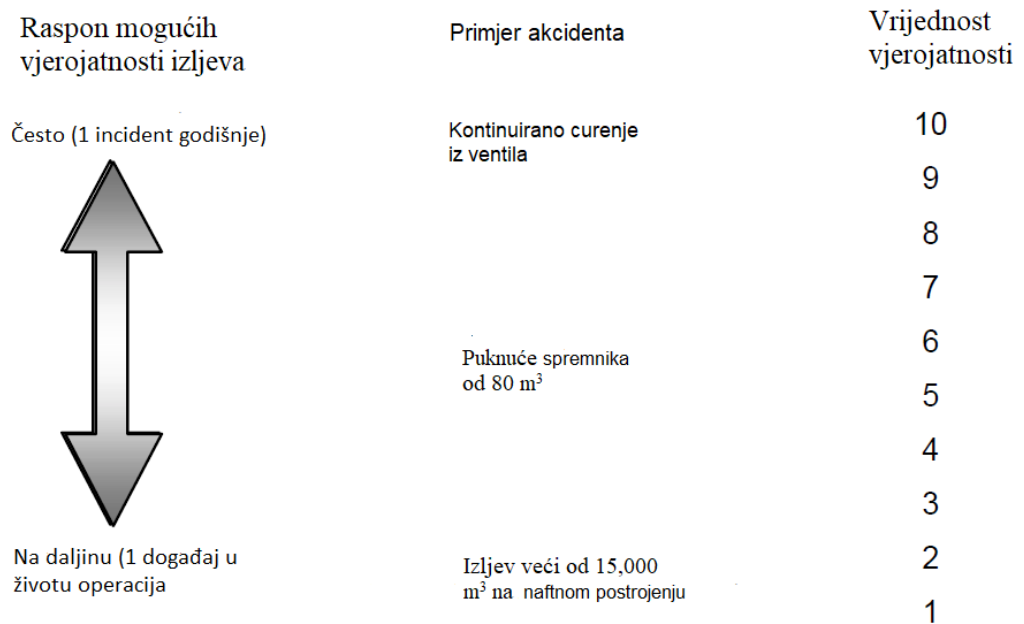 Raspon mogućih
vjerojatnosti izljeva
Primjer akcidenta
Vrijednost
vjerojatnosti
Često (1 incident godišnje)
Kontinuirano curenje
iz ventila
10
9
8
7
6
Puknuće spremnika
od 80 m³
5
4
3
Na daljinu (1 događaj u
životu operacija
Izljev veći od 15,000
m³ na naftnom postrojenju
2
1